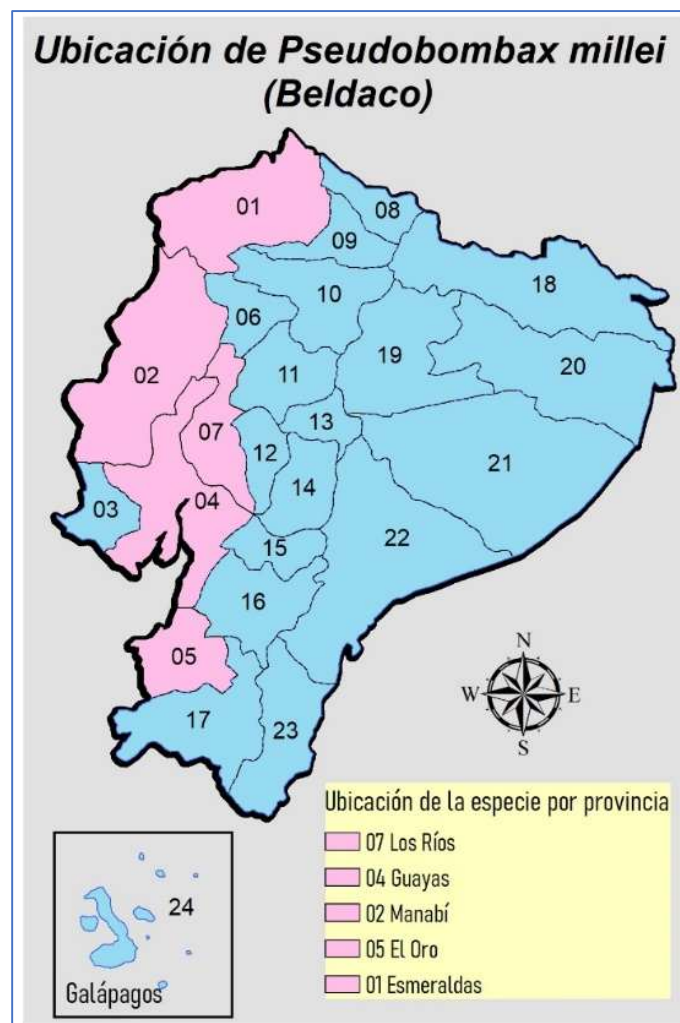 Ubicación de Pseudobombax millei
(Beldaco)
01
08
09
18
10
06
02
19
20
11
07
13
12
21
14
03
04
22
15
16
N
05
W
E
17
23
S
Ubicación de la especie por provincia
07 Los Ríos
04 Guayas
24
02 Manabí
05 El Oro
Galápagos
01 Esmeraldas